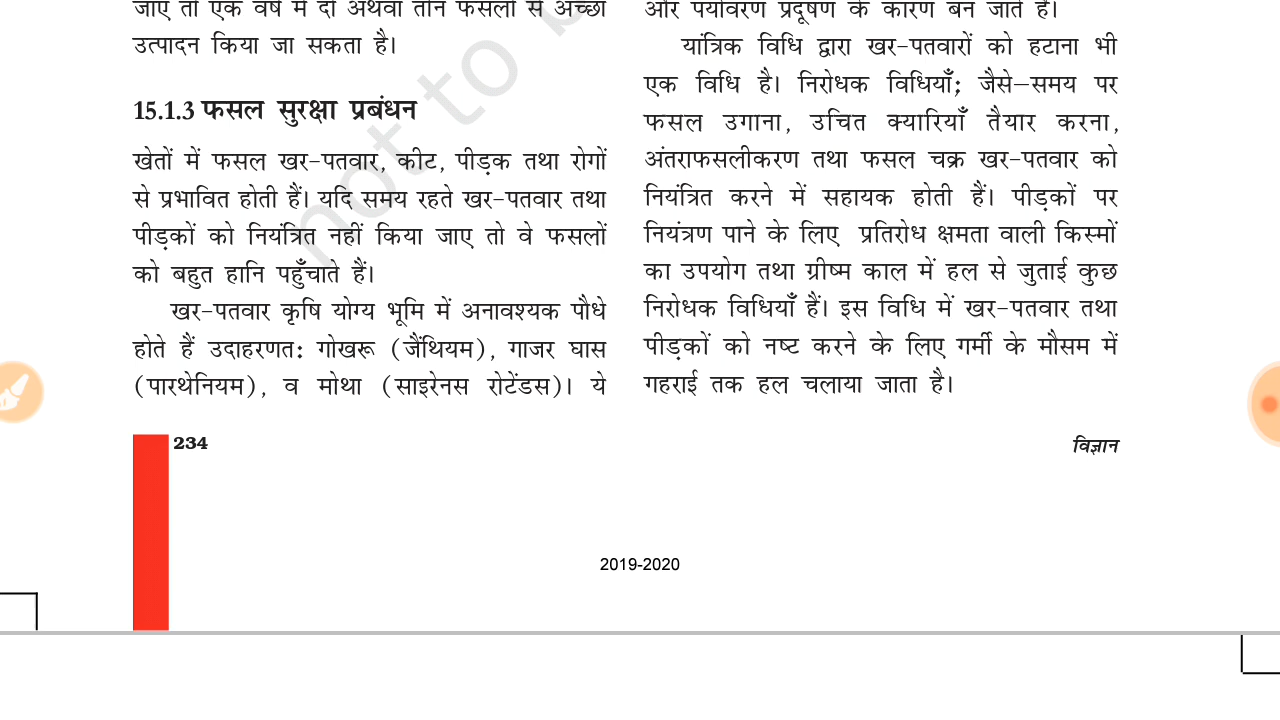 जाए तो एक वर्ष में दो अथवा तीन फसलों से अच्छा
उत्पादन किया जा सकता है।
15.1.3 फसल सुरक्षा प्रबंधन
खेतों में फसल खर-पतवार, कीट, पीड़क तथा रोगों
से प्रभावित होती हैं। यदि समय रहते खर-पतवार तथा
पीड़कों को नियंत्रित नहीं किया जाए तो वे फसलों
को बहुत हानि पहुँचाते हैं।
खर-पतवार कृषि योग्य भूमि में अनावश्यक पौधे
होते हैं उदाहरणतः गोखरू (जैंथियम), गाजर घास
(पारथेनियम), व मोथा (साइरेनस रोटेंडस)। ये
और पर्यावरण प्रदूषण के कारण बन जाते हैं।
यांत्रिक विधि द्वारा खर-पतवारों को हटाना भी
एक विधि है। निरोधक विधियाँ; जैसे—समय पर
फसल उगाना, उचित क्यारियाँ तैयार करना,
अंतराफसलीकरण तथा फसल चक्र खर-पतवार को
नियंत्रित करने में सहायक होती हैं। पीड़कों पर
नियंत्रण पाने के लिए प्रतिरोध क्षमता वाली किस्मों
का उपयोग तथा ग्रीष्म काल में हल से जुताई कुछ
निरोधक विधियाँ हैं। इस विधि में खर-पतवार तथा
पीड़कों को नष्ट करने के लिए गर्मी के मौसम में
गहराई तक हल चलाया जाता है।
not to
234
विज्ञान
2019-2020